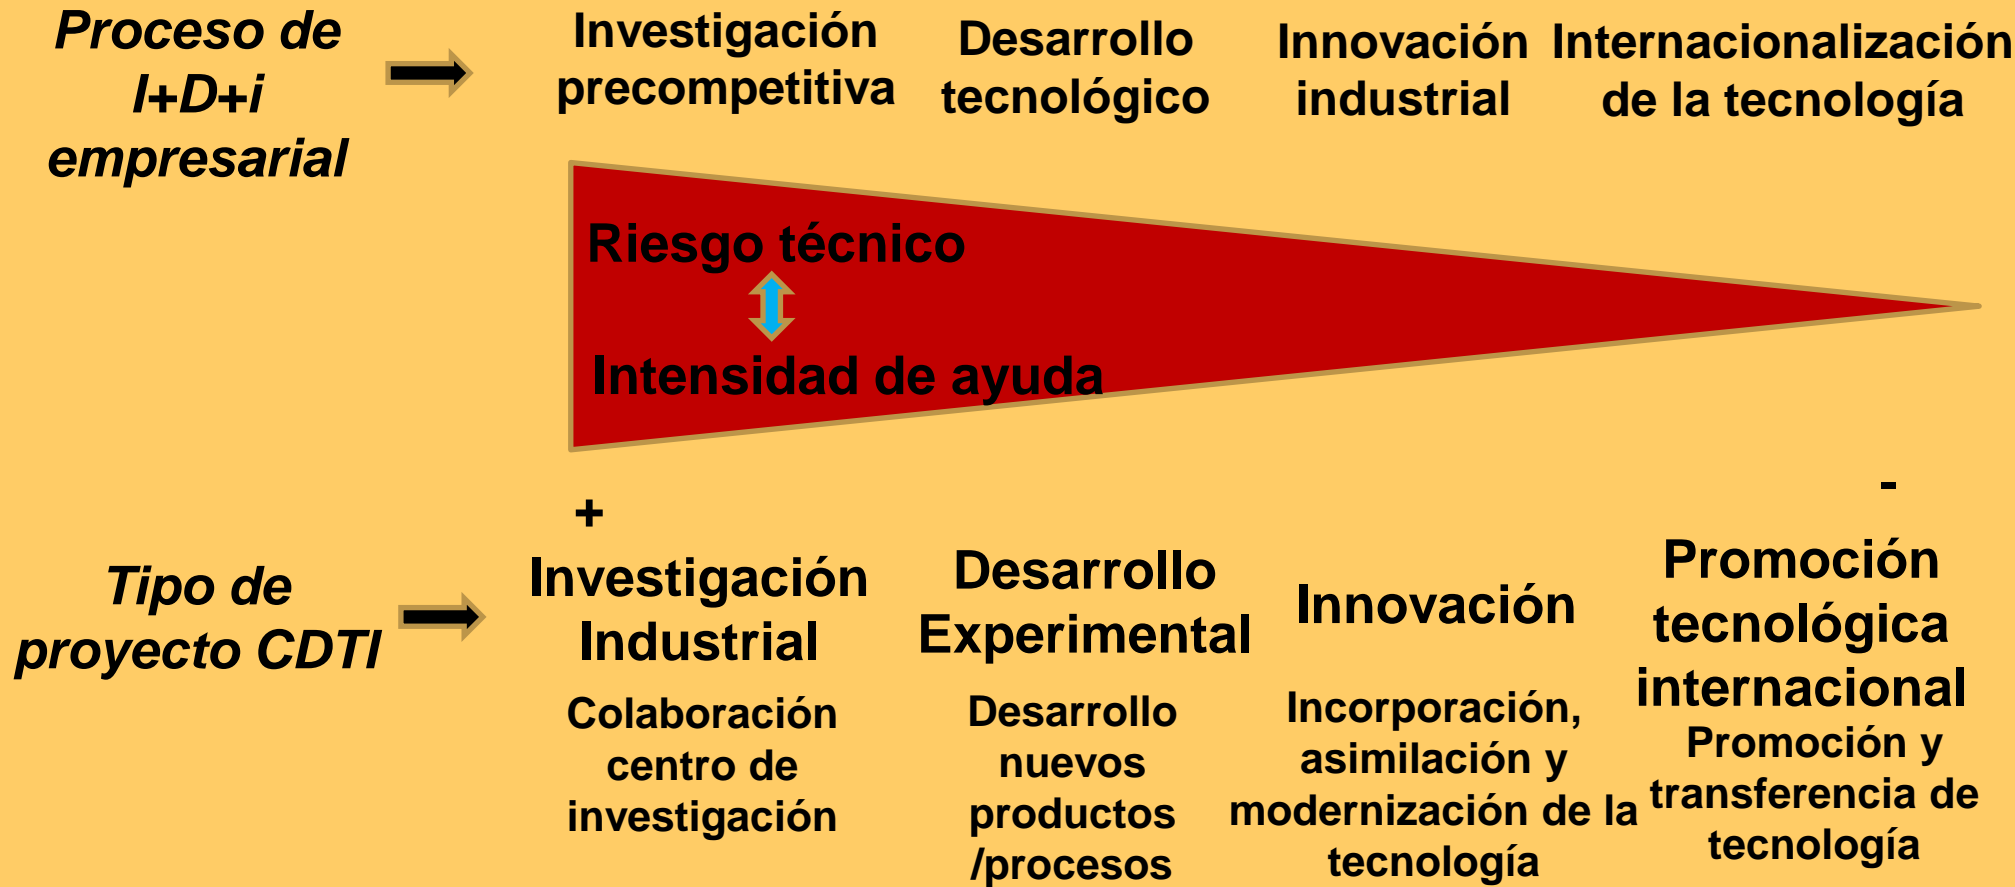 Proceso de
I+D+i
empresarial
Investigación
precompetitiva
Desarrollo
tecnológico
Innovación
industrial
Internacionalización
de la tecnología
Riesgo técnico
Intensidad de ayuda
+
-
Tipo de
proyecto CDTI
Investigación
Industrial
Colaboración
centro de
investigación
Desarrollo
Experimental
Desarrollo
nuevos
productos
/procesos
Innovación
Incorporación,
asimilación y
modernización de la
tecnología
Promoción
tecnológica
internacional
Promoción y
transferencia de
tecnología